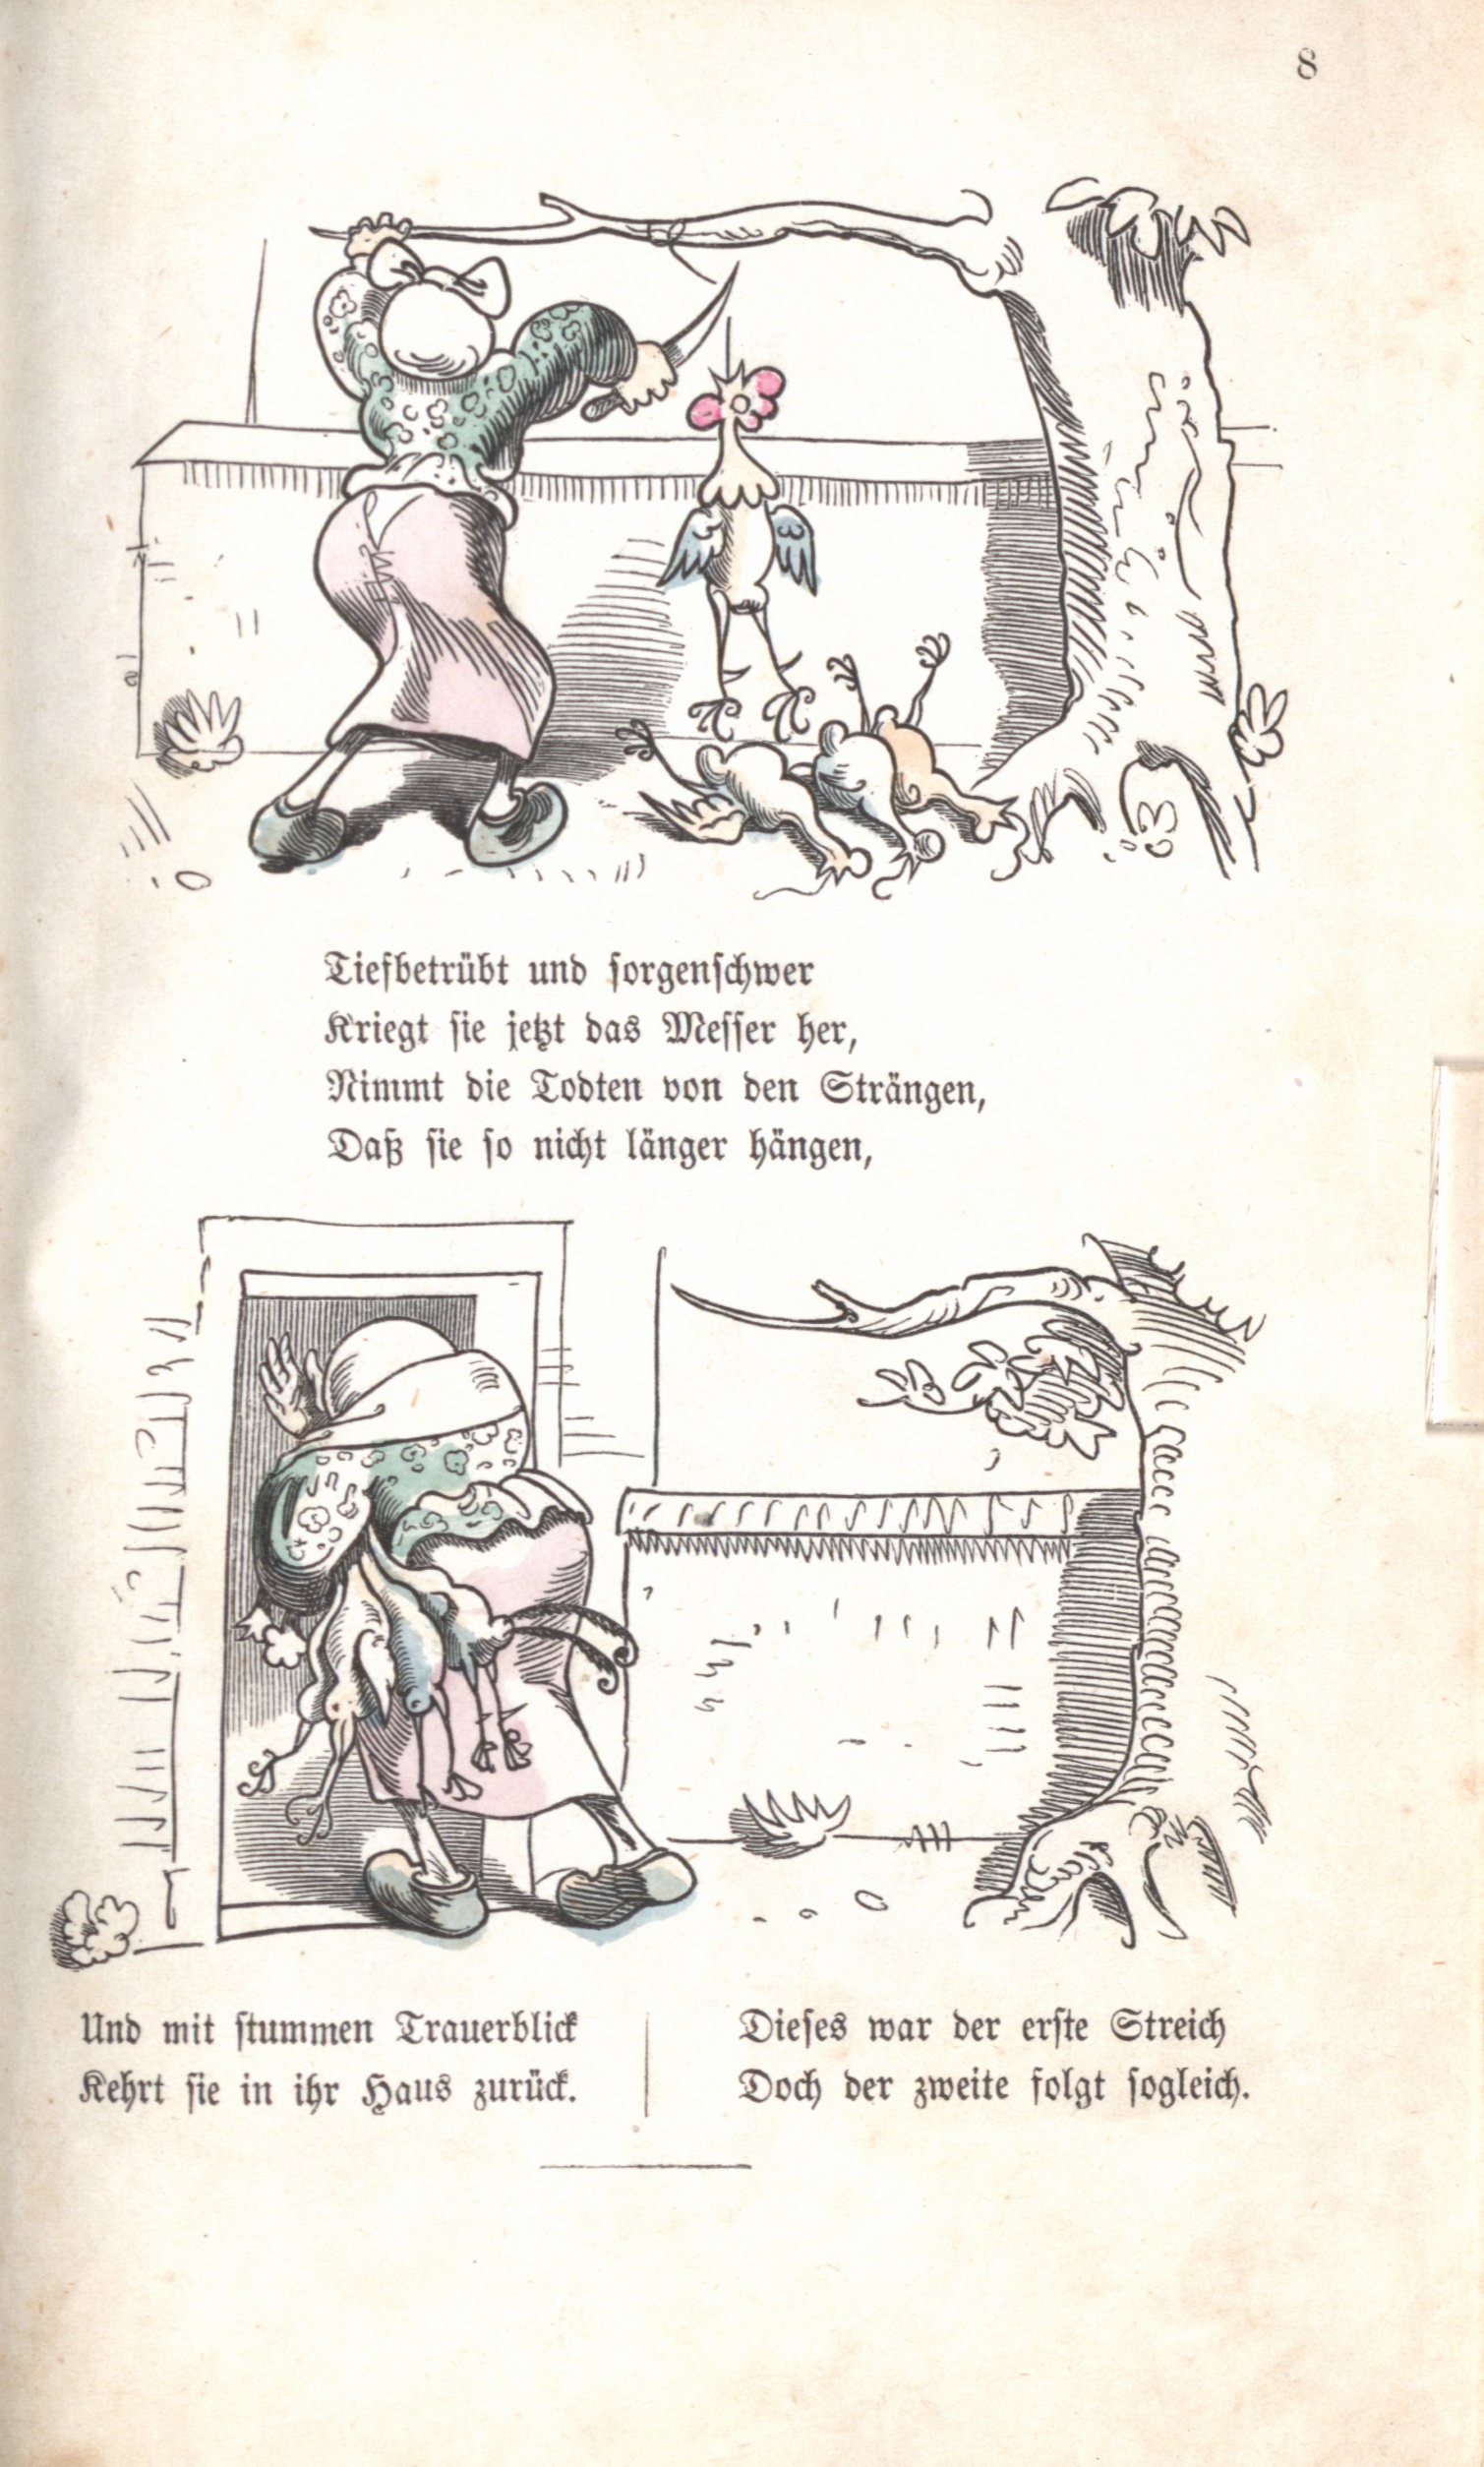 8
Tiefbetrübt und sorgenschwer
Kriegt sie jetzt das Messer her,
Nimmt die Todten von den Strängen,
Daß sie so nicht länger hängen,
Und mit stummen Trauerblick
Kehrt sie in ihr Haus zurück.
Dieses war der erste Streich
Doch der zweite folgt sogleich.